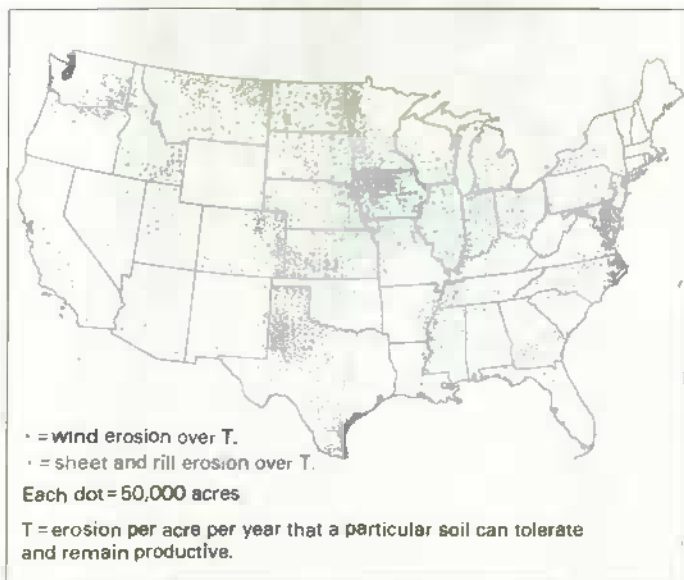 · = wind erosion over T.
· = sheet and rill erosion over T.
Each dot = 50,000 acres
T = erosion per acre per year that a particular soil can tolerate
and remain productive.